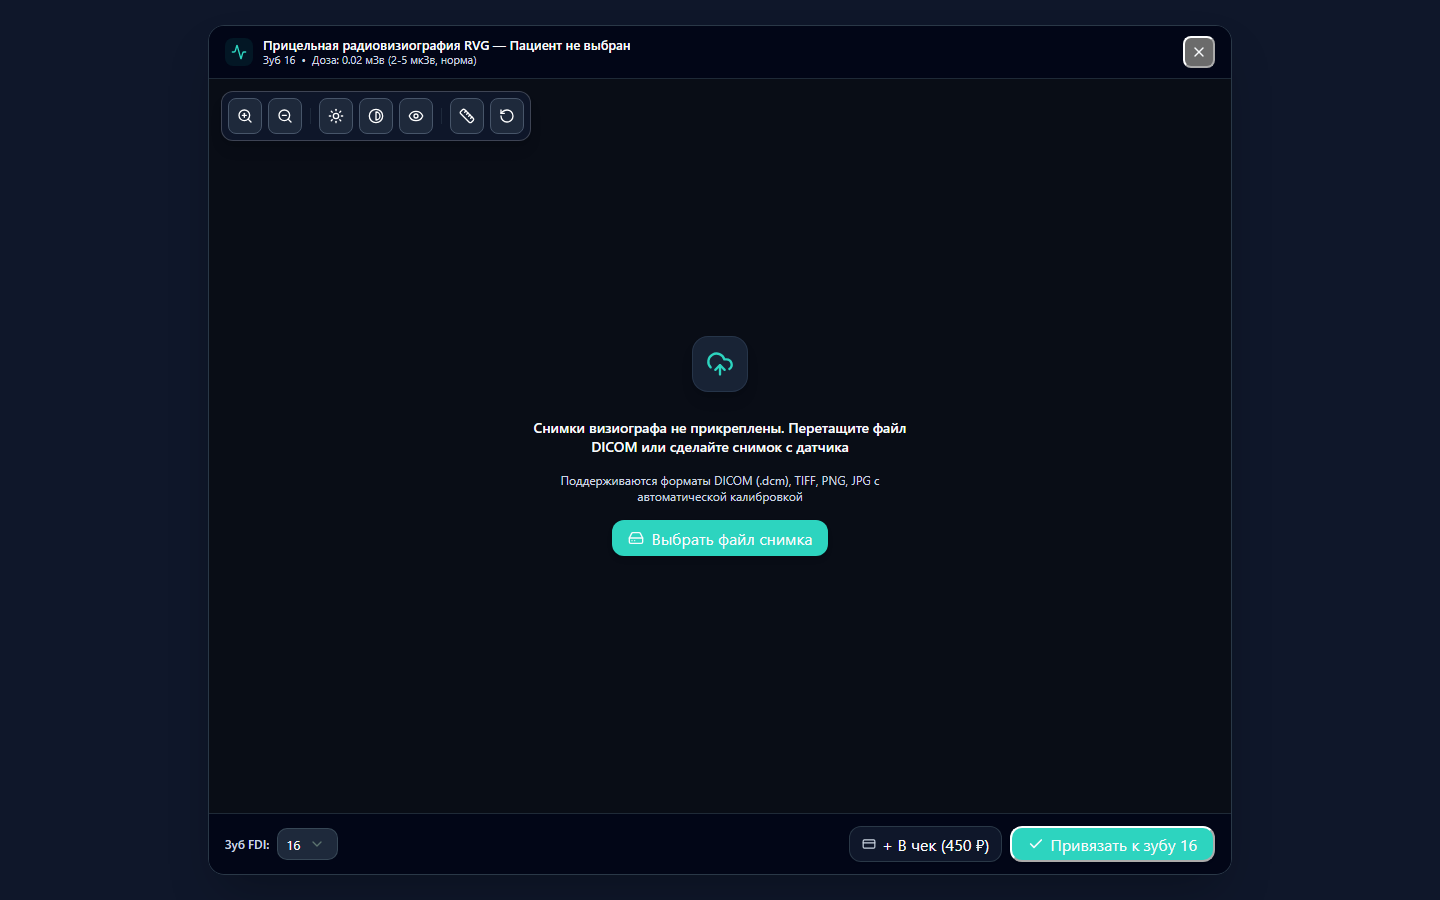 Прицельная радиовизиография RVG — Пациент не выбран
Зуб 16 • Доза: 0.02 мЗв (2-5 мкЗв, норма)
Снимки визиографа не прикреплены. Перетащите файл
DICOM или сделайте снимок с датчика
Поддерживаются форматы DICOM (.dcm), TIFF, PNG, JPG с
автоматической калибровкой
Выбрать файл снимка
Зуб FDI: 16
+ В чек (450 ₽)
Привязать к зубу 16